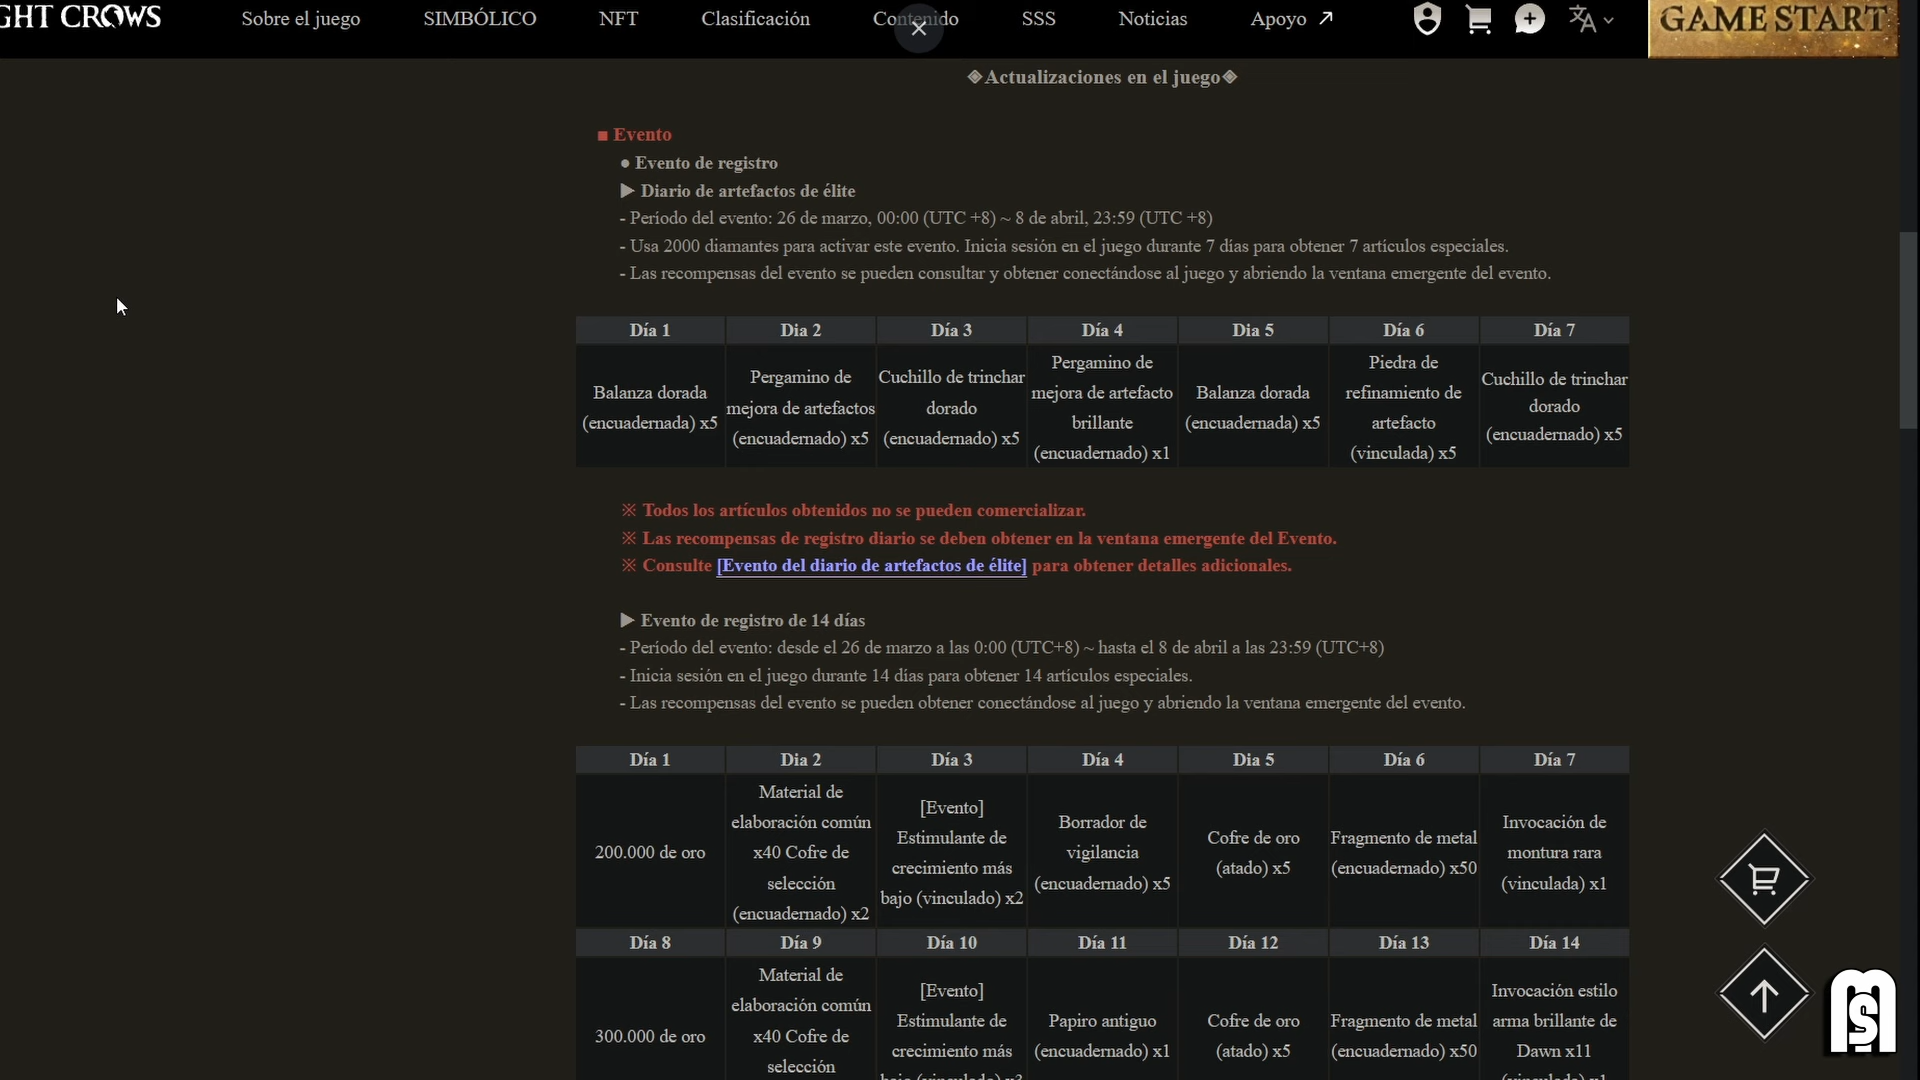 GHT CROWS
Sobre el juego
SIMBÓLICO
NFT
Clasificación
Contenido
SSS
Noticias
Apoyo
GAME START
◈Actualizaciones en el juego◈
■ Evento
● Evento de registro
▶ Diario de artefactos de élite
- Período del evento: 26 de marzo, 00:00 (UTC +8) ~ 8 de abril, 23:59 (UTC +8)
- Usa 2000 diamantes para activar este evento. Inicia sesión en el juego durante 7 días para obtener 7 artículos especiales.
- Las recompensas del evento se pueden consultar y obtener conectándose al juego y abriendo la ventana emergente del evento.
Día 1
Dia 2
Día 3
Día 4
Dia 5
Día 6
Día 7
Balanza dorada
(encuadernada) x5
Pergamino de
mejora de artefactos
(encuadernado) x5
Cuchillo de trinchar
dorado
(encuadernado) x5
Pergamino de
mejora de artefacto
brillante
(encuadernado) x1
Balanza dorada
(encuadernada) x5
Piedra de
refinamiento de
artefacto
(vinculada) x5
Cuchillo de trinchar
dorado
(encuadernado) x5
※ Todos los artículos obtenidos no se pueden comercializar.
※ Las recompensas de registro diario se deben obtener en la ventana emergente del Evento.
※ Consulte [Evento del diario de artefactos de élite] para obtener detalles adicionales.
▶ Evento de registro de 14 días
- Período del evento: desde el 26 de marzo a las 0:00 (UTC+8) ~ hasta el 8 de abril a las 23:59 (UTC+8)
- Inicia sesión en el juego durante 14 días para obtener 14 artículos especiales.
- Las recompensas del evento se pueden obtener conectándose al juego y abriendo la ventana emergente del evento.
Día 1
Dia 2
Día 3
Día 4
Dia 5
Día 6
Día 7
200.000 de oro
Material de
elaboración común
x40 Cofre de
selección
(encuadernado) x2
[Evento]
Estimulante de
crecimiento más
bajo (vinculado) x2
Borrador de
vigilancia
(encuadernado) x5
Cofre de oro
(atado) x5
Fragmento de metal
(encuadernado) x50
Invocación de
montura rara
(vinculada) x1
Día 8
Día 9
Día 10
Día 11
Día 12
Día 13
Día 14
300.000 de oro
Material de
elaboración común
x40 Cofre de
selección
[Evento]
Estimulante de
crecimiento más
Papiro antiguo
(encuadernado) x1
Cofre de oro
(atado) x5
Fragmento de metal
(encuadernado) x50
Invocación estilo
arma brillante de
Dawn x11